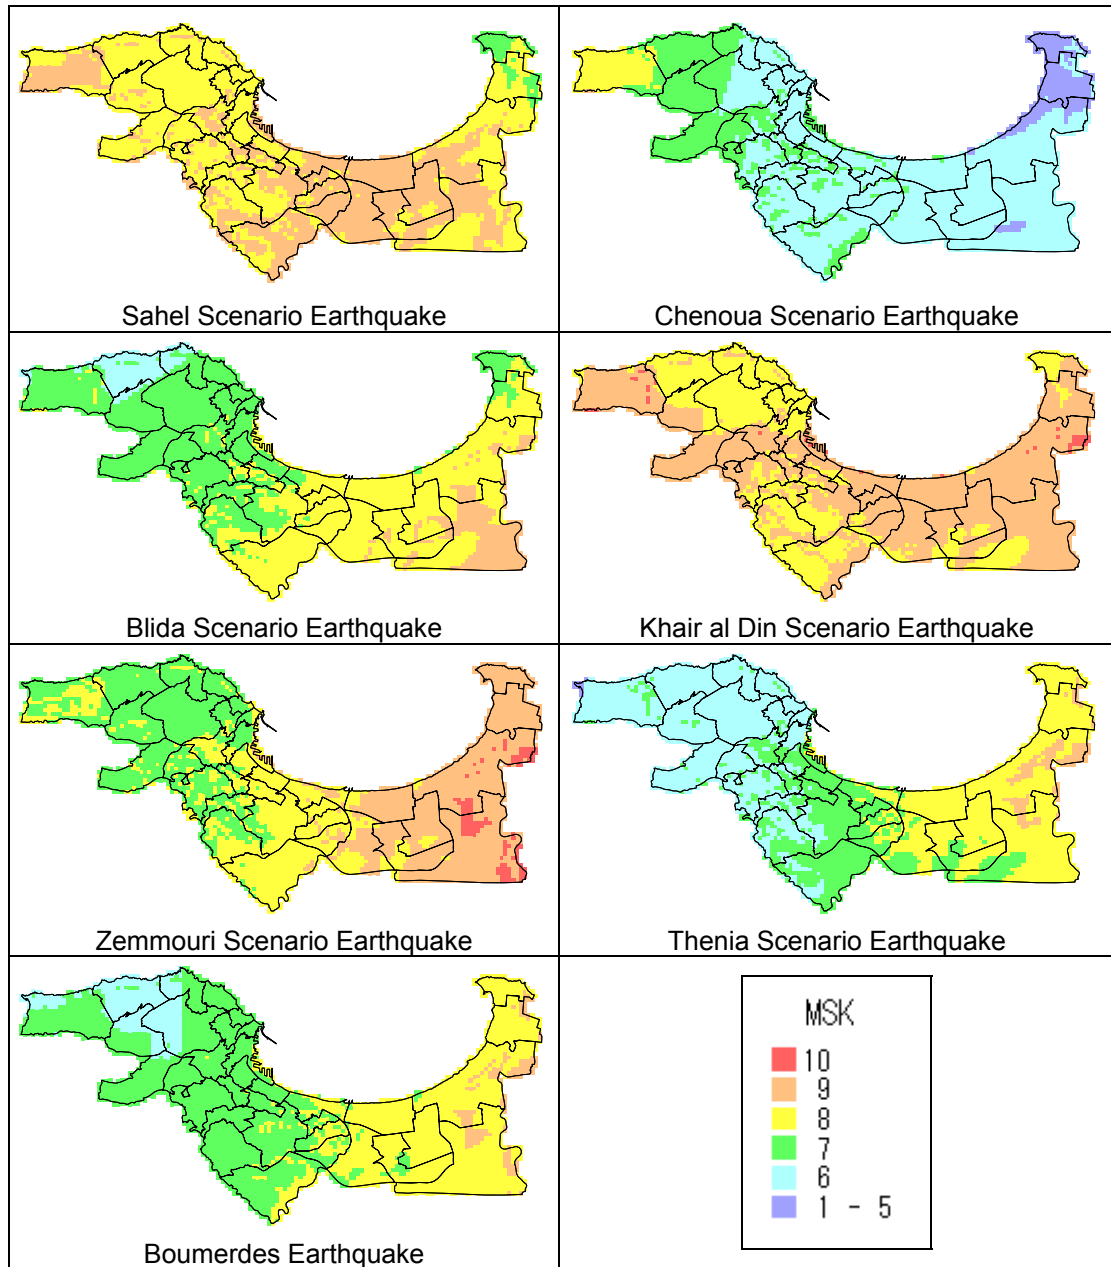 Sahel Scenario Earthquake
Chenoua Scenario Earthquake
Blida Scenario Earthquake
Khair al Din Scenario Earthquake
Zemmouri Scenario Earthquake
Thenia Scenario Earthquake
Boumerdes Earthquake
MSK
10
9
8
7
6
1 - 5